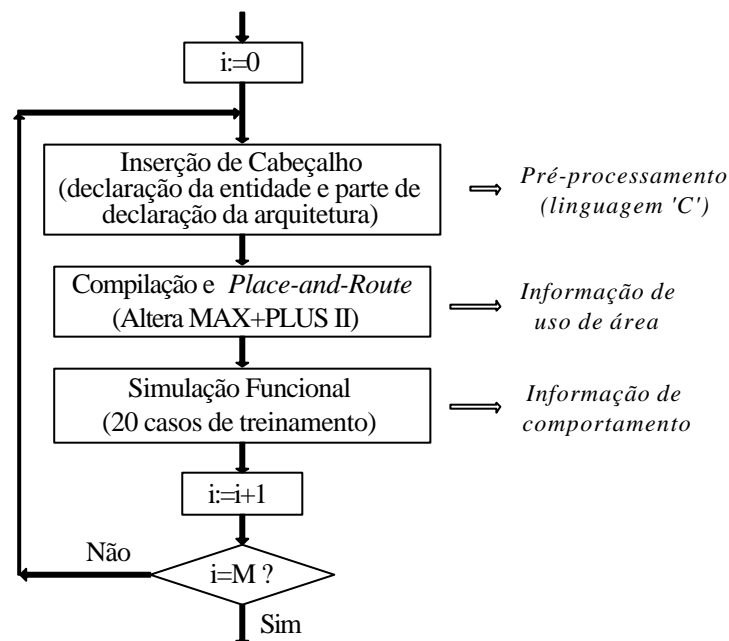 i:=0
Inserção de Cabeçalho
(declaração da entidade e parte de
declaração da arquitetura)
Pré-processamento
(linguagem 'C')
Compilação e Place-and-Route
(Altera MAX+PLUS II)
Informação de
uso de área
Simulação Funcional
(20 casos de treinamento)
Informação de
comportamento
i:=i+1
Não
i=M ?
Sim